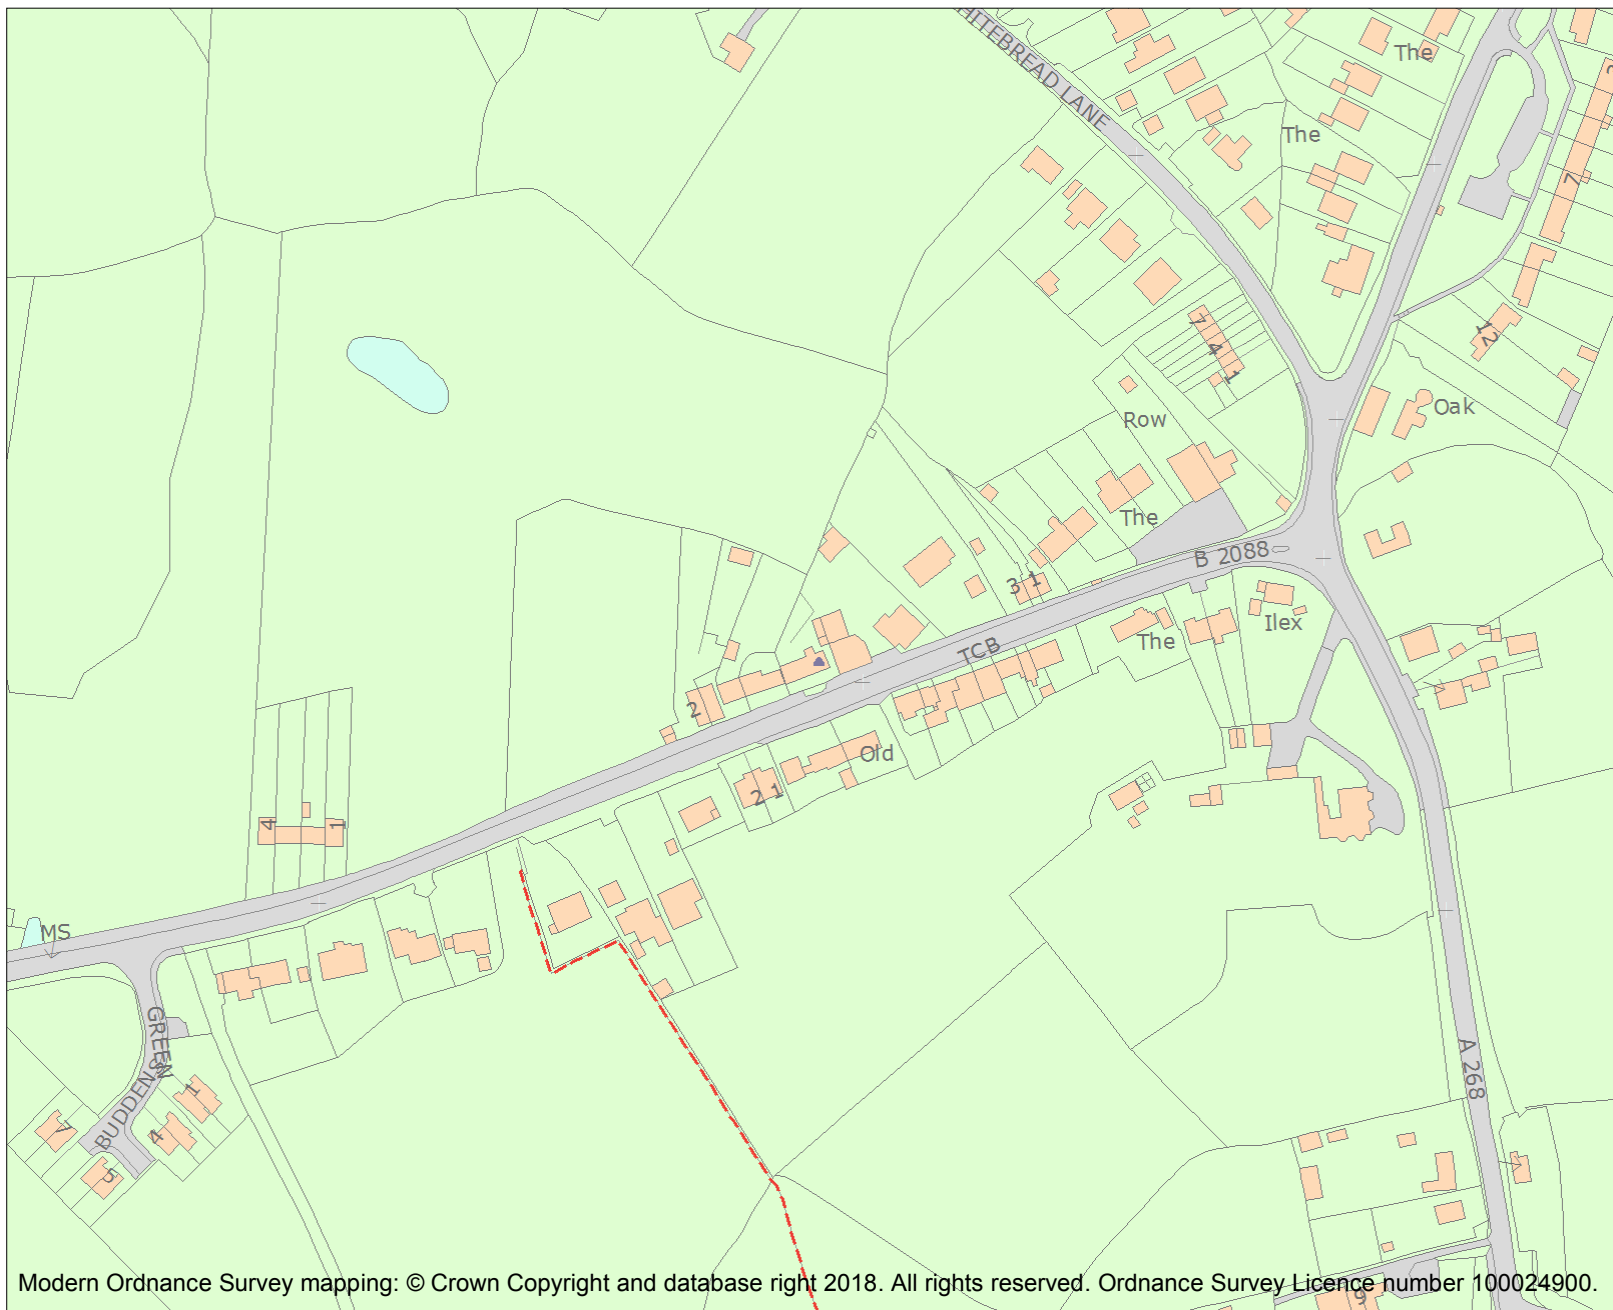 HITEBREAD LANE
The
The
7
12
7
4
1
Row
Oak
The
B 2088
3 1
TCB
The
Ilex
2
Old
2 1
4
1
MS
BUDDENS GREEN
1
4
7
5
A 268
9
Modern Ordnance Survey mapping: © Crown Copyright and database right 2018. All rights reserved. Ordnance Survey Licence number 100024900.